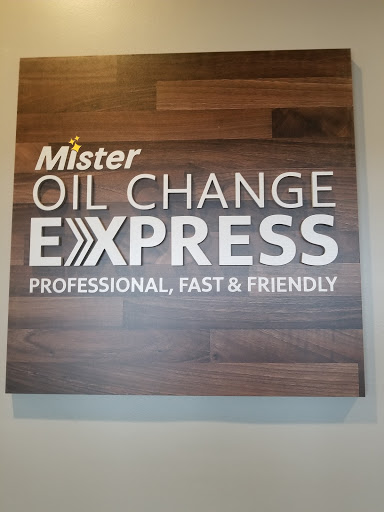 Mister
OIL CHANGE
EXPRESS
PROFESSIONAL, FAST & FRIENDLY